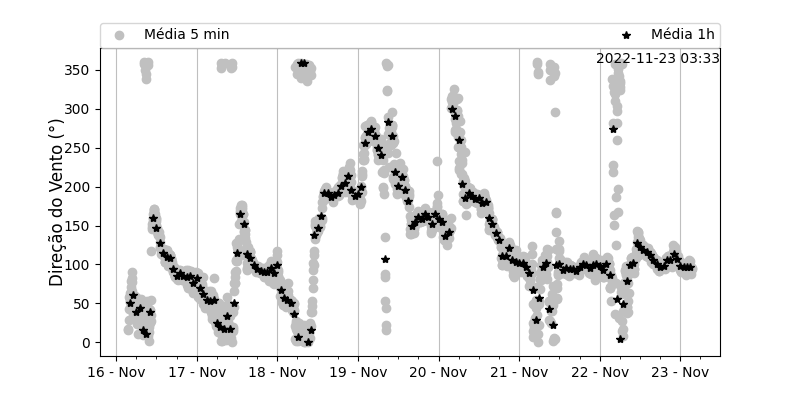 Média 5 min
Média 1h
2022-11-23 03:33
Direção do Vento (°)
350
300
250
200
150
100
50
0
16 - Nov
17 - Nov
18 - Nov
19 - Nov
20 - Nov
21 - Nov
22 - Nov
23 - Nov